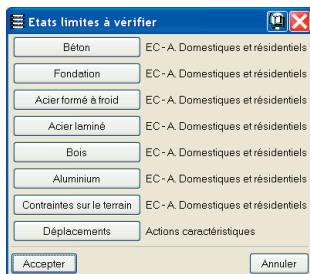 Etats limites à vérifier
Béton EC - A. Domestiques et résidentiels
Fondation EC - A. Domestiques et résidentiels
Acier formé à froid EC - A. Domestiques et résidentiels
Acier laminé EC - A. Domestiques et résidentiels
Bois EC - A. Domestiques et résidentiels
Aluminium EC - A. Domestiques et résidentiels
Contraintes sur le terrain EC - A. Domestiques et résidentiels
Déplacements Actions caractéristiques
Accepter Annuler